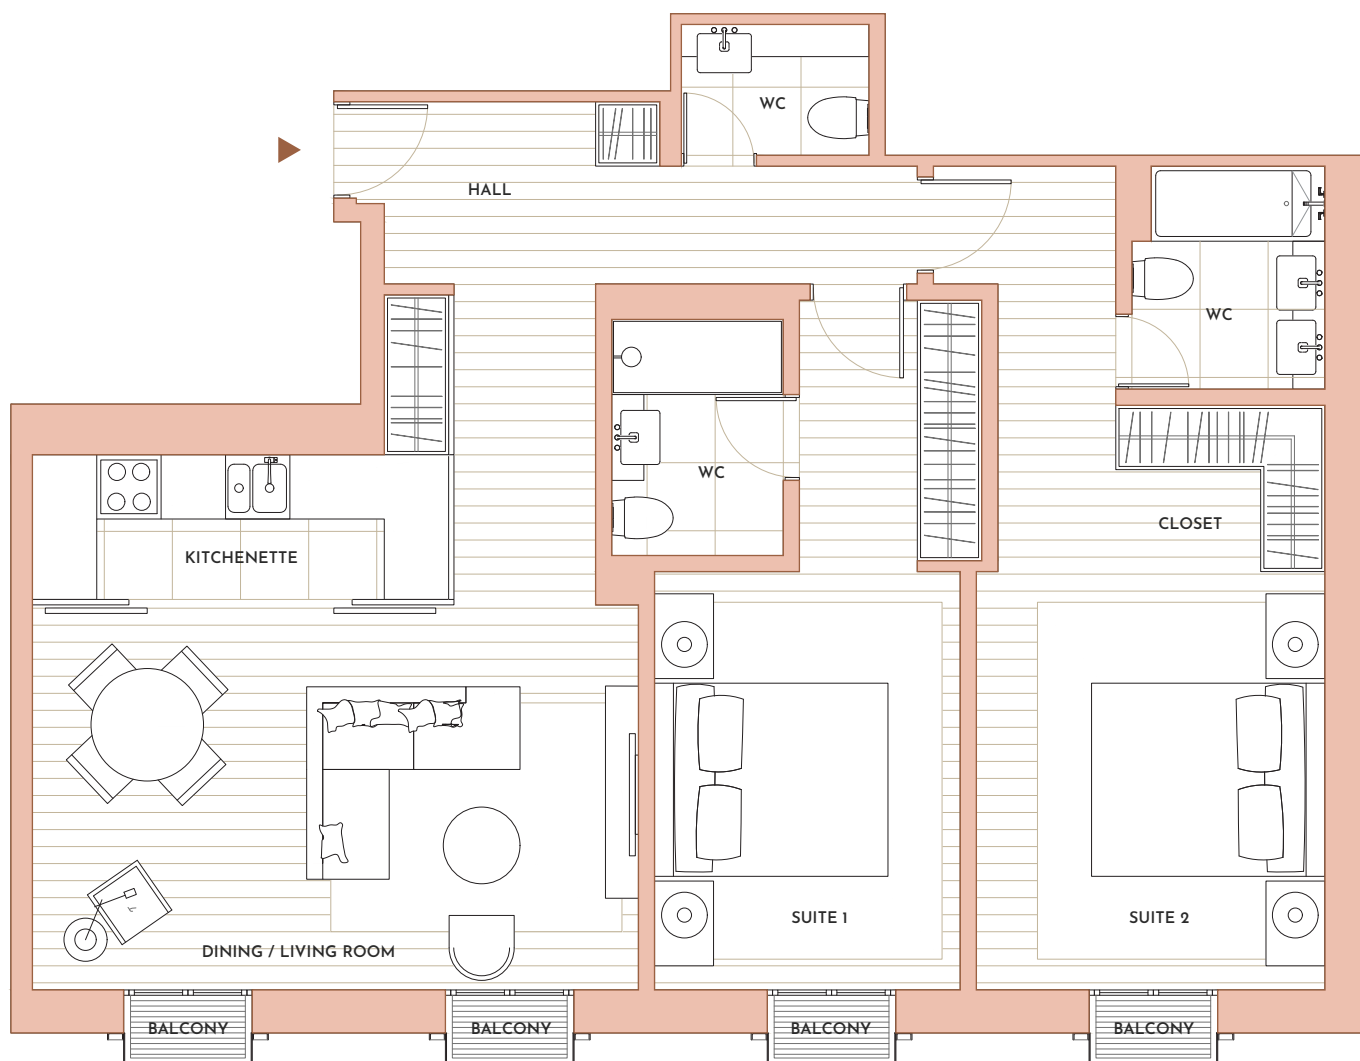 WC
HALL
WC
WC
CLOSET
KITCHENETTE
SUITE 1
SUITE 2
DINING / LIVING ROOM
BALCONY
BALCONY
BALCONY
BALCONY